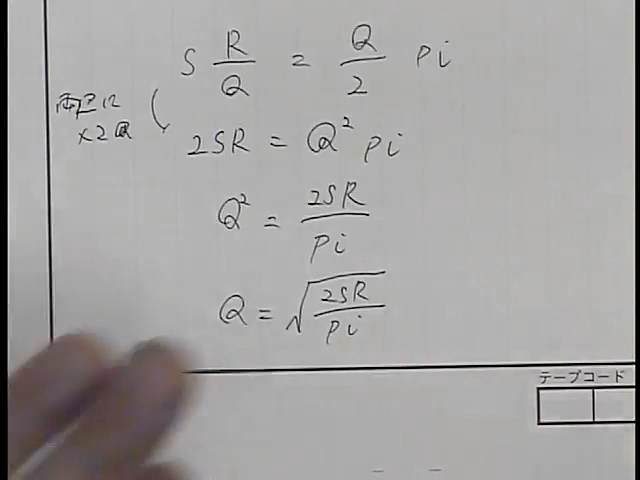 S R/Q = Q/2 Pi
両辺に
×2Q
2SR = Q² Pi
Q² = 2SR/Pi
Q = √(2SR/Pi)
テープコード